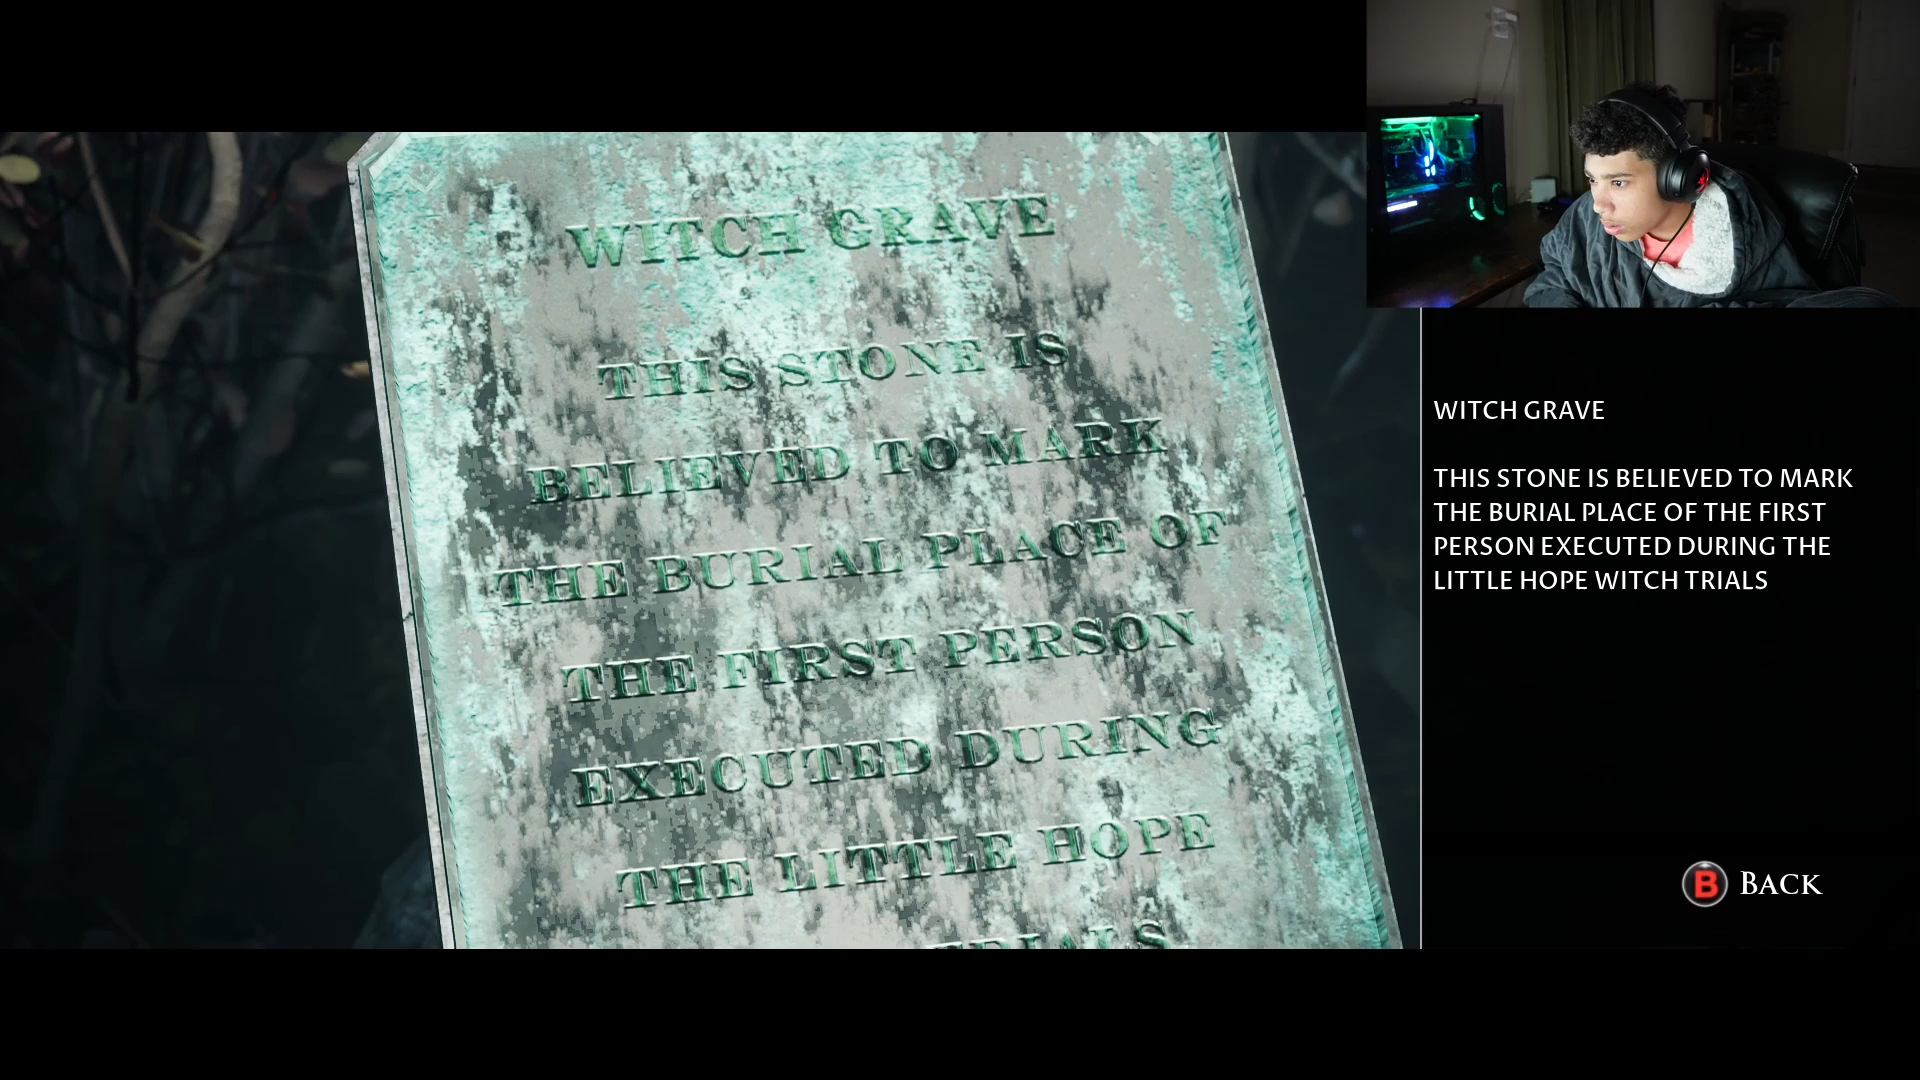 WITCH GRAVE
THIS STONE IS
BELIEVED TO MARK
THE BURIAL PLACE OF
THE FIRST PERSON
EXECUTED DURING
THE LITTLE HOPE
TRIALS
WITCH GRAVE
THIS STONE IS BELIEVED TO MARK
THE BURIAL PLACE OF THE FIRST
PERSON EXECUTED DURING THE
LITTLE HOPE WITCH TRIALS
B BACK